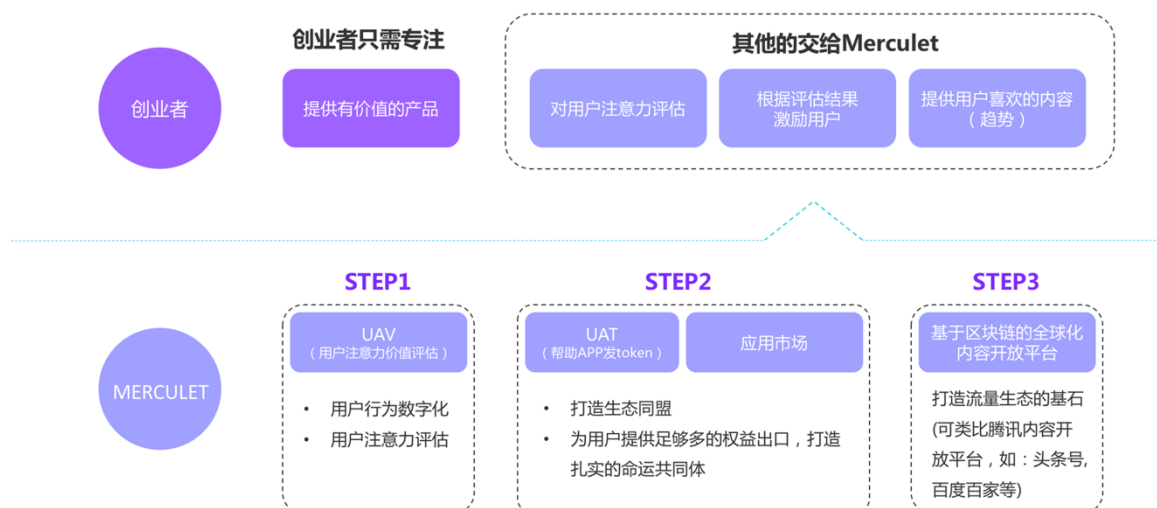 创业者只需专注
其他的交给Merculet
创业者
提供有价值的产品
对用户注意力评估
根据评估结果
激励用户
提供用户喜欢的内容
（趋势）
STEP1
STEP2
STEP3
MERCULET
UAV
（用户注意力价值评估）
• 用户行为数字化
• 用户注意力评估
UAT
（帮助APP发token）
应用市场
• 打造生态同盟
• 为用户提供足够多的权益出口，打造
扎实的命运共同体
基于区块链的全球化
内容开放平台
打造流量生态的基石
(可类比腾讯内容开
放平台，如：头条号,
百度百家等)